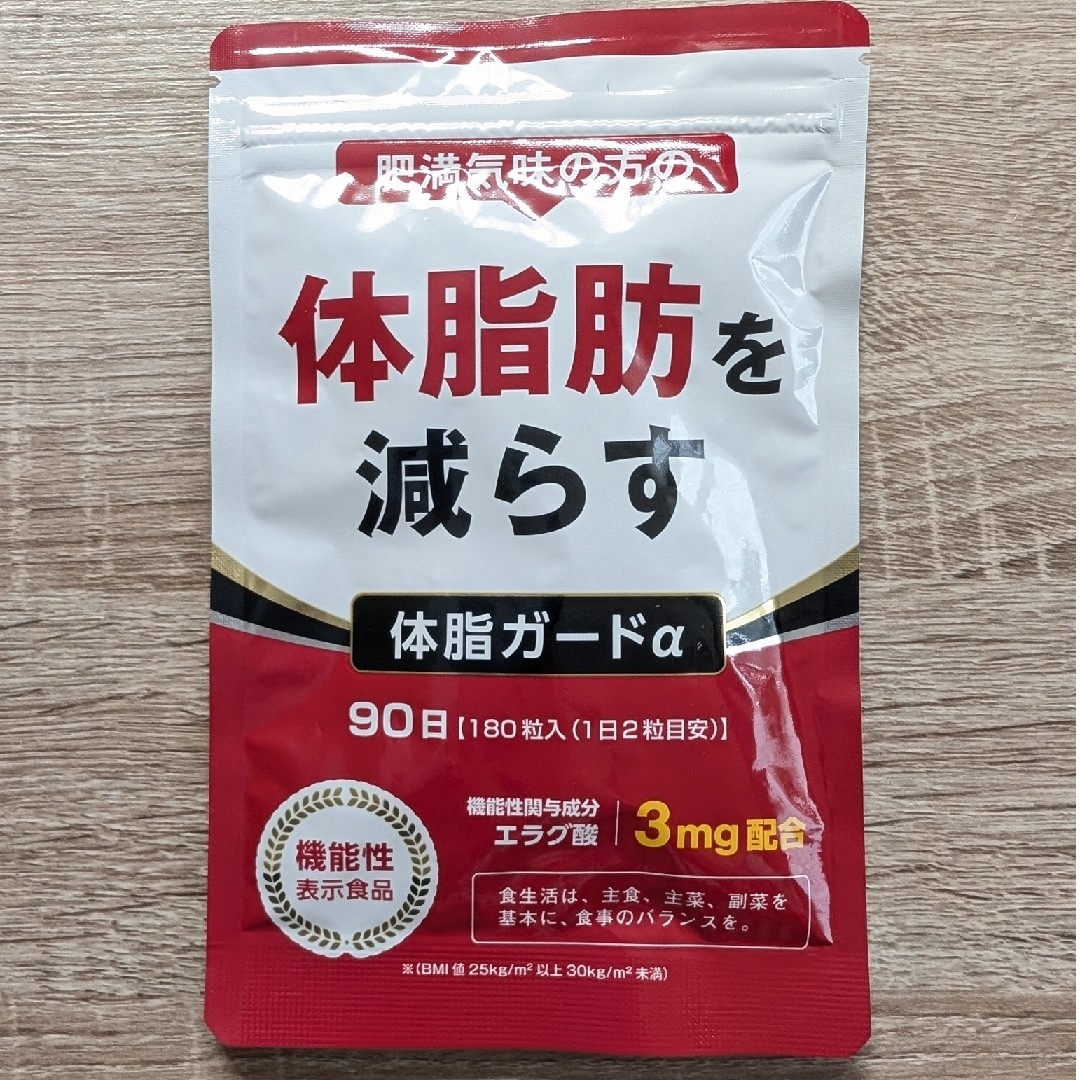 肥満気味の方の
体脂肪を
減らす
体脂ガードα
90日【180粒入(1日2粒目安)】
機能性関与成分
エラグ酸
3mg配合
機能性
表示食品
食生活は、主食、主菜、副菜を
基本に、食事のバランスを。
※(BMI値25kg/m²以上30kg/m²未満)